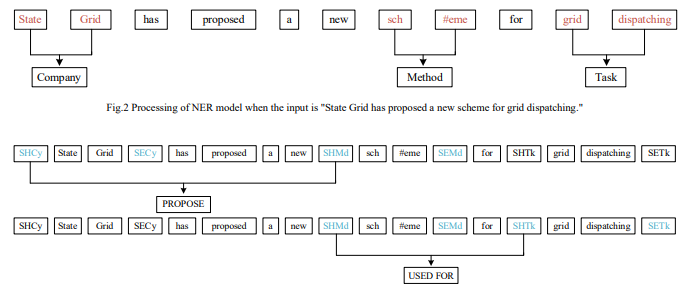 State Grid has proposed a new sch #eme for grid dispatching
Company Method Task
Fig.2 Processing of NER model when the input is "State Grid has proposed a new scheme for grid dispatching."
SHCy State Grid SECy has proposed a new SHMd sch #eme SEMd for SHTk grid dispatching SETk
PROPOSE
SHCy State Grid SECy has proposed a new SHMd sch #eme SEMd for SHTk grid dispatching SETk
USED FOR